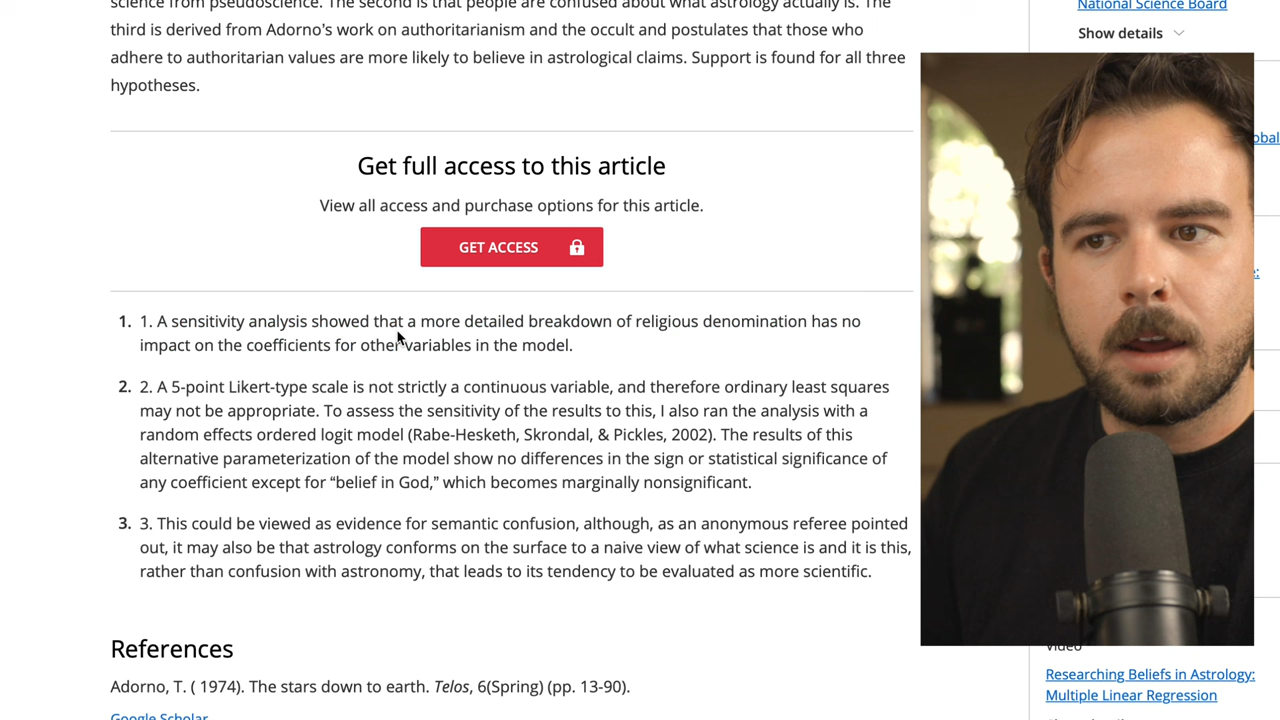 science from pseudoscience. The second is that people are confused about what astrology actually is. The
third is derived from Adorno’s work on authoritarianism and the occult and postulates that those who
adhere to authoritarian values are more likely to believe in astrological claims. Support is found for all three
hypotheses.
Get full access to this article
View all access and purchase options for this article.
GET ACCESS
1. 1. A sensitivity analysis showed that a more detailed breakdown of religious denomination has no
impact on the coefficients for other variables in the model.
2. 2. A 5-point Likert-type scale is not strictly a continuous variable, and therefore ordinary least squares
may not be appropriate. To assess the sensitivity of the results to this, I also ran the analysis with a
random effects ordered logit model (Rabe-Hesketh, Skrondal, & Pickles, 2002). The results of this
alternative parameterization of the model show no differences in the sign or statistical significance of
any coefficient except for “belief in God,” which becomes marginally nonsignificant.
3. 3. This could be viewed as evidence for semantic confusion, although, as an anonymous referee pointed
out, it may also be that astrology conforms on the surface to a naive view of what science is and it is this,
rather than confusion with astronomy, that leads to its tendency to be evaluated as more scientific.
References
Adorno, T. ( 1974). The stars down to earth. Telos, 6(Spring) (pp. 13-90).
Google Scholar
National Science Board
Show details
Researching Beliefs in Astrology:
Multiple Linear Regression